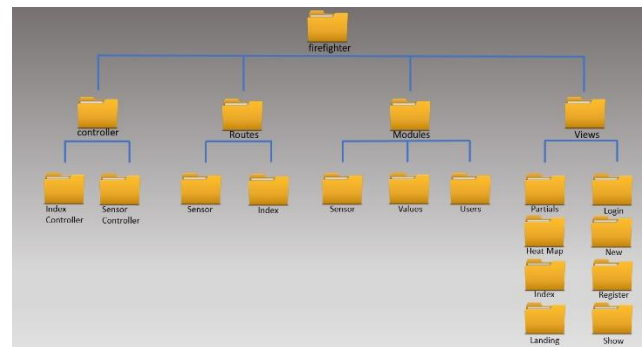 firefighter
controller
Routes
Modules
Views
Index
Controller
Sensor
Controller
Sensor
Index
Sensor
Values
Users
Partials
Login
Heat Map
New
Index
Register
Landing
Show